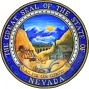 THE GREAT SEAL OF THE STATE OF
NEVADA